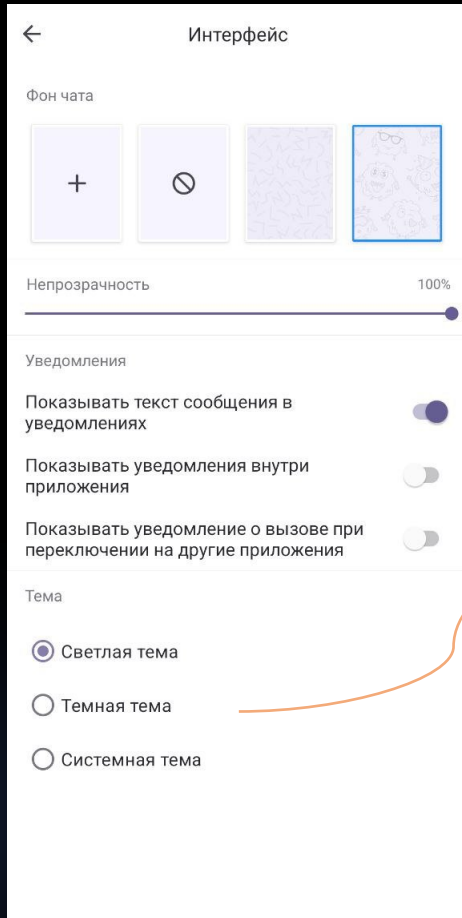 Интерфейс
Фон чата
Непрозрачность 100%
Уведомления
Показывать текст сообщения в
уведомлениях
Показывать уведомления внутри
приложения
Показывать уведомление о вызове при
переключении на другие приложения
Тема
Светлая тема
Темная тема
Системная тема